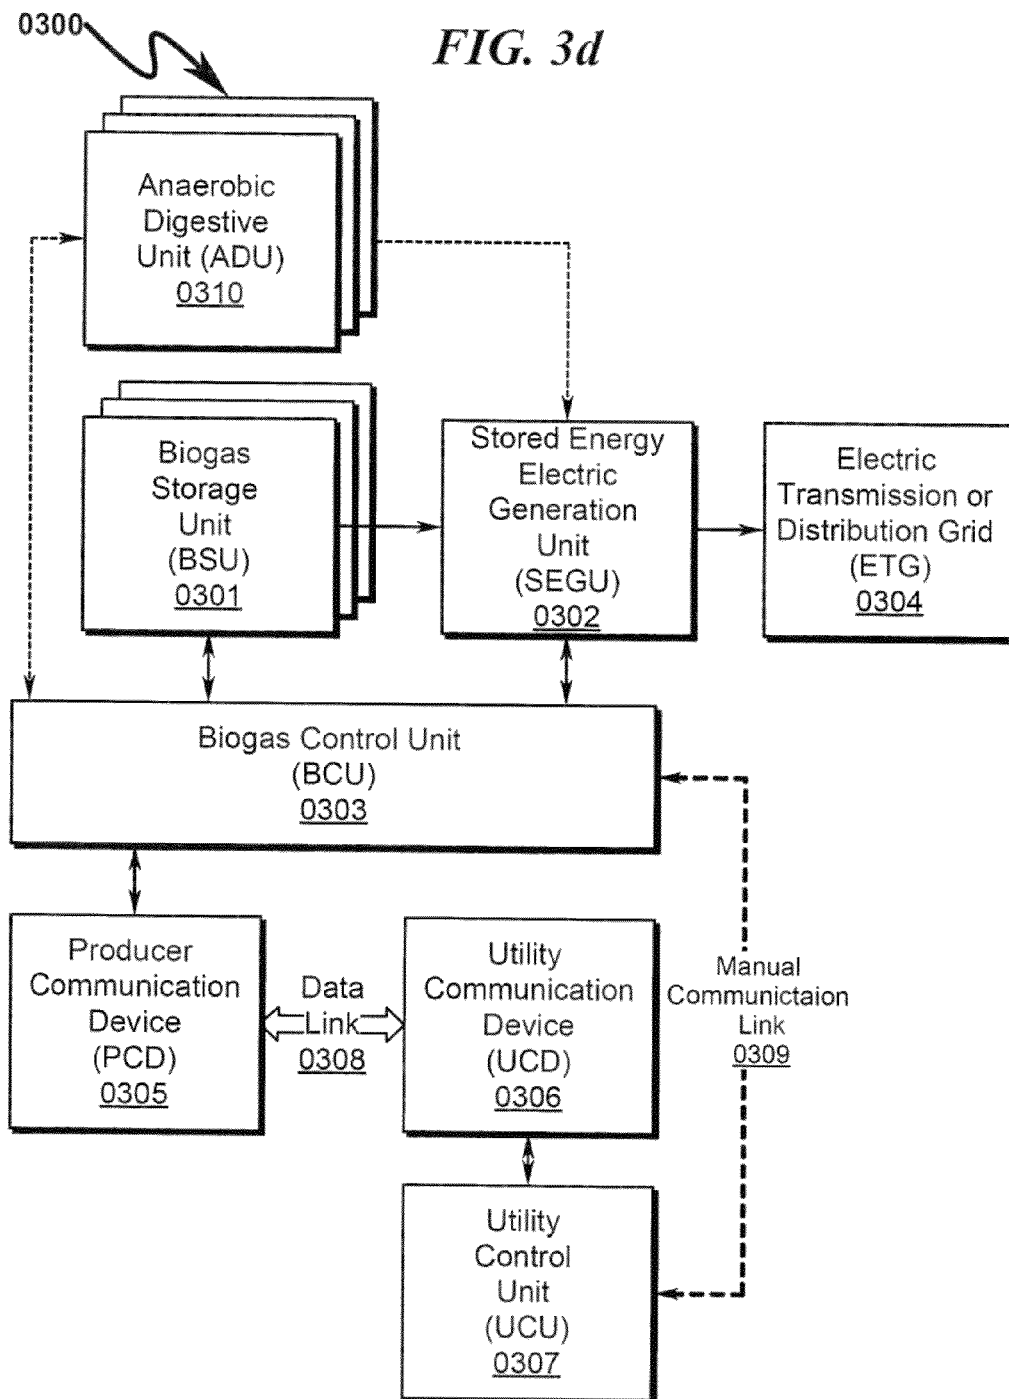 0300
FIG. 3d
Anaerobic
Digestive
Unit (ADU)
0310
Biogas
Storage
Unit
(BSU)
0301
Stored Energy
Electric
Generation
Unit
(SEGU)
0302
Electric
Transmission or
Distribution Grid
(ETG)
0304
Biogas Control Unit
(BCU)
0303
Producer
Communication
Device
(PCD)
0305
Data
Link
0308
Utility
Communication
Device
(UCD)
0306
Manual
Communictaion
Link
0309
Utility
Control
Unit
(UCU)
0307